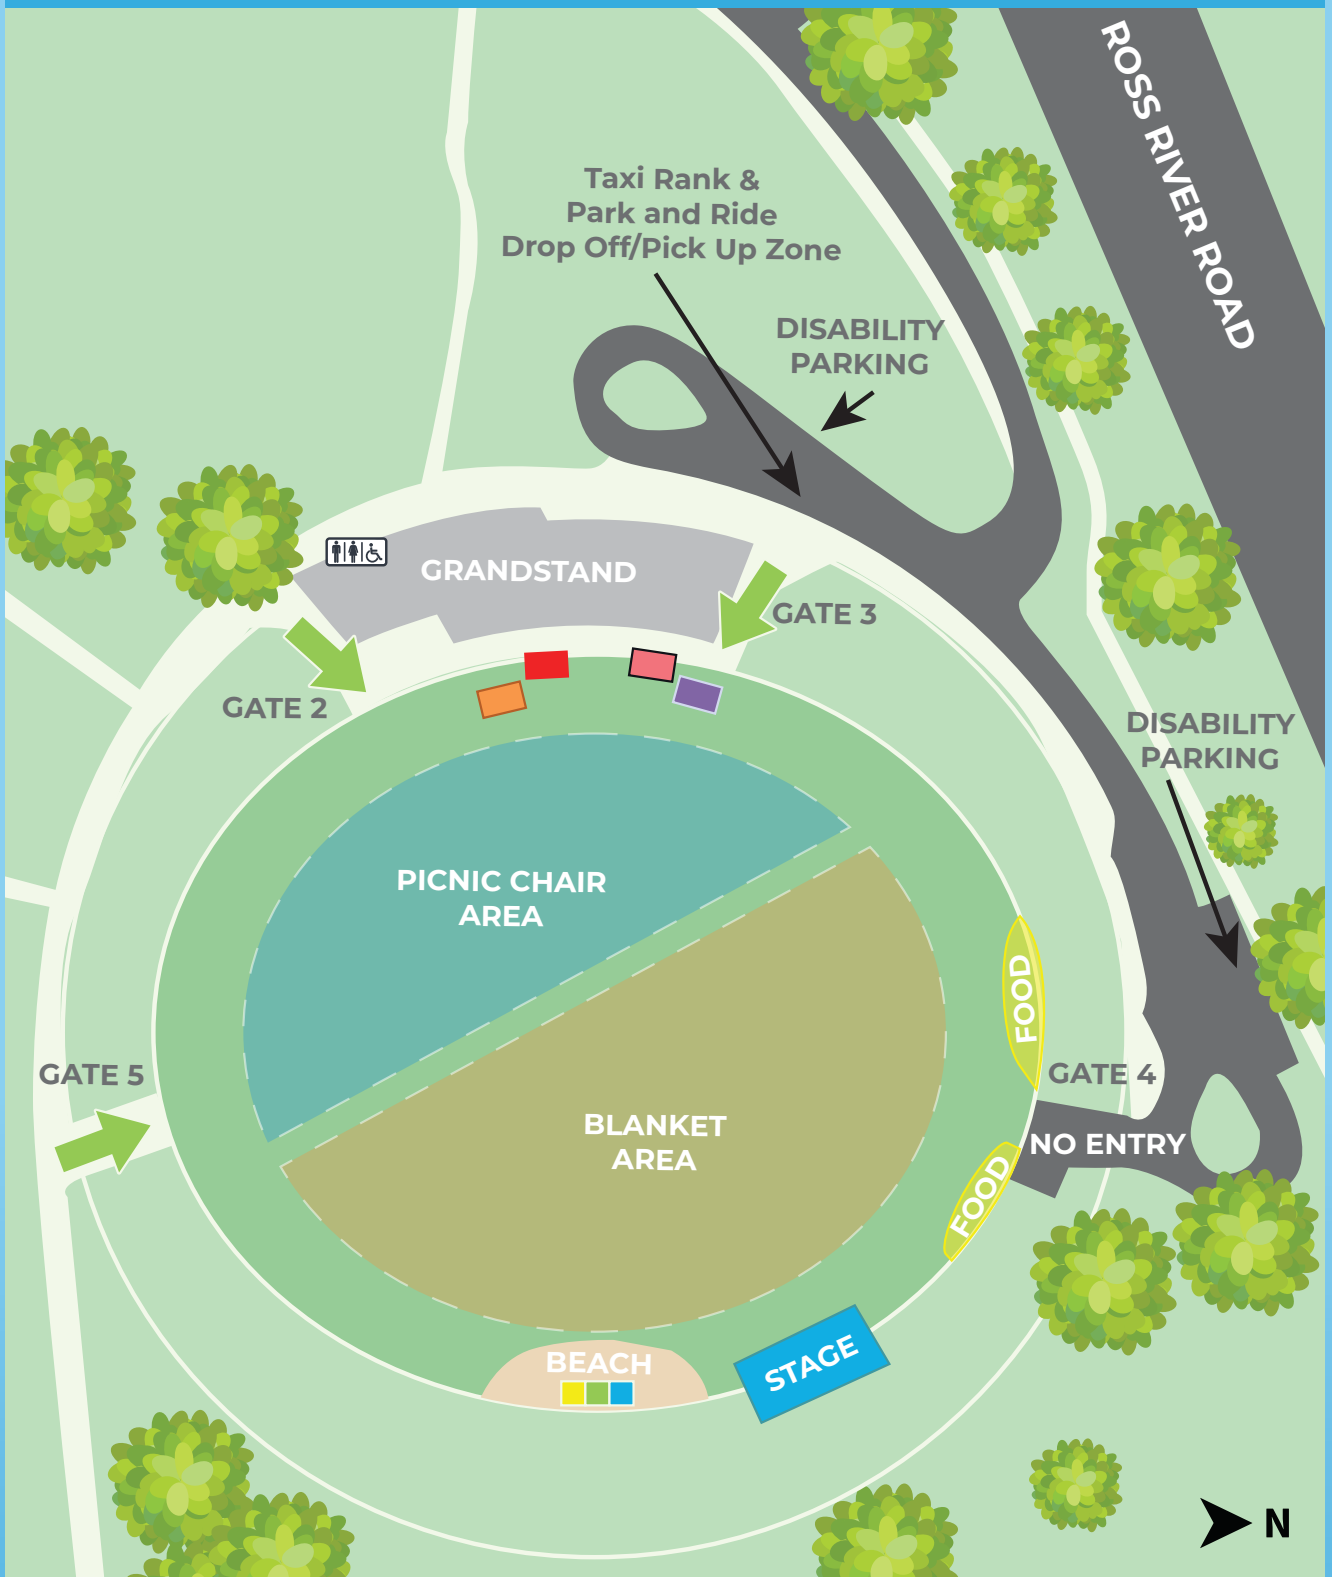 ROSS RIVER ROAD
Taxi Rank &
Park and Ride
Drop Off/Pick Up Zone
DISABILITY
PARKING
GRANDSTAND
GATE 3
GATE 2
DISABILITY
PARKING
PICNIC CHAIR
AREA
FOOD
GATE 5
GATE 4
BLANKET
AREA
NO ENTRY
FOOD
BEACH
STAGE
N